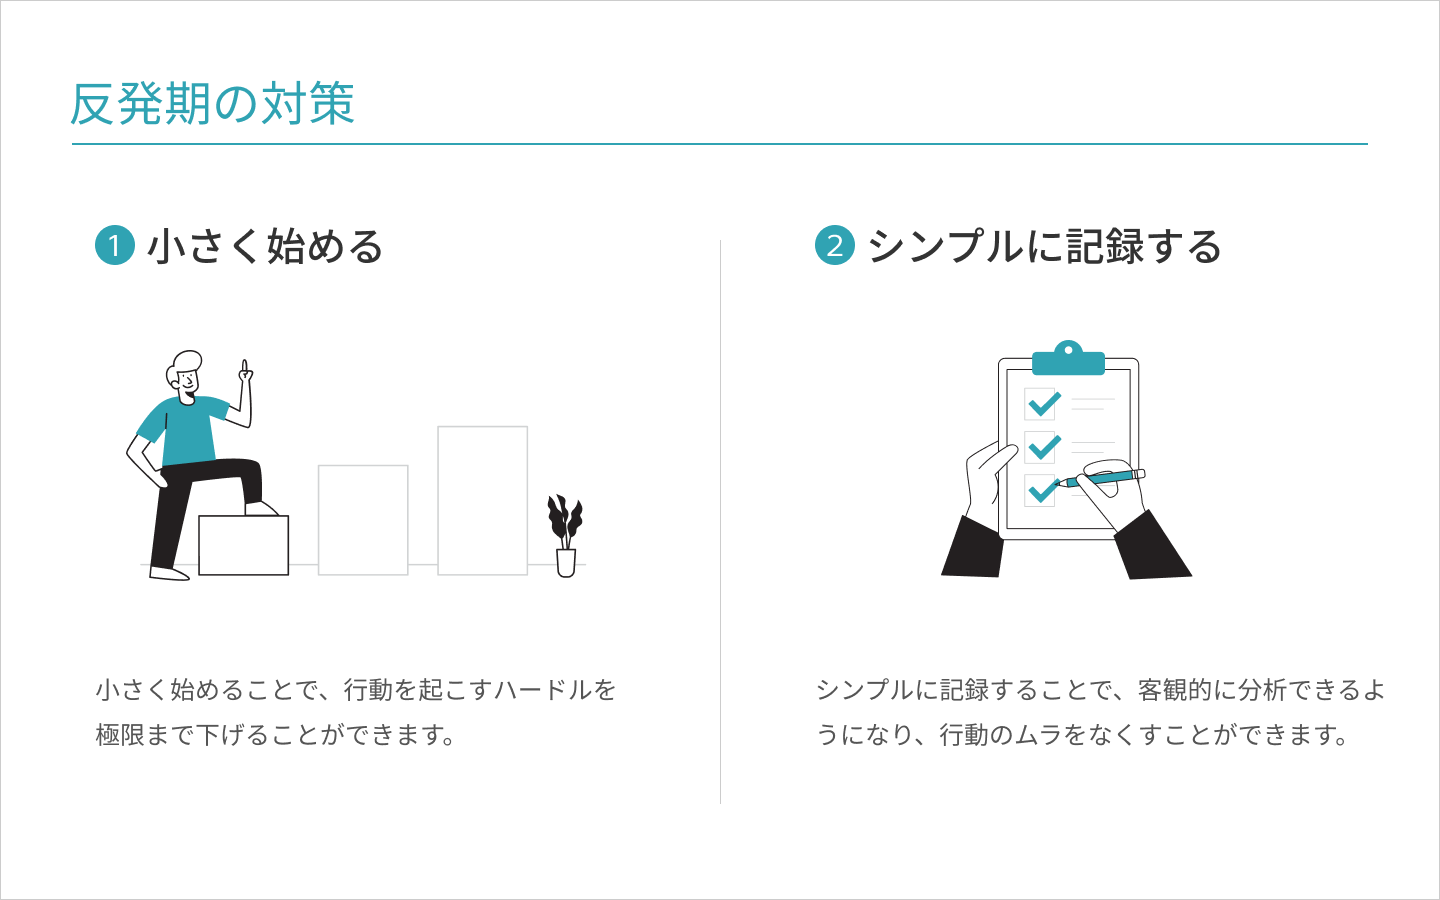 反発期の対策
1 小さく始める
小さく始めることで、行動を起こすハードルを
極限まで下げることができます。
2 シンプルに記録する
シンプルに記録することで、客観的に分析できるよ
うになり、行動のムラをなくすことができます。